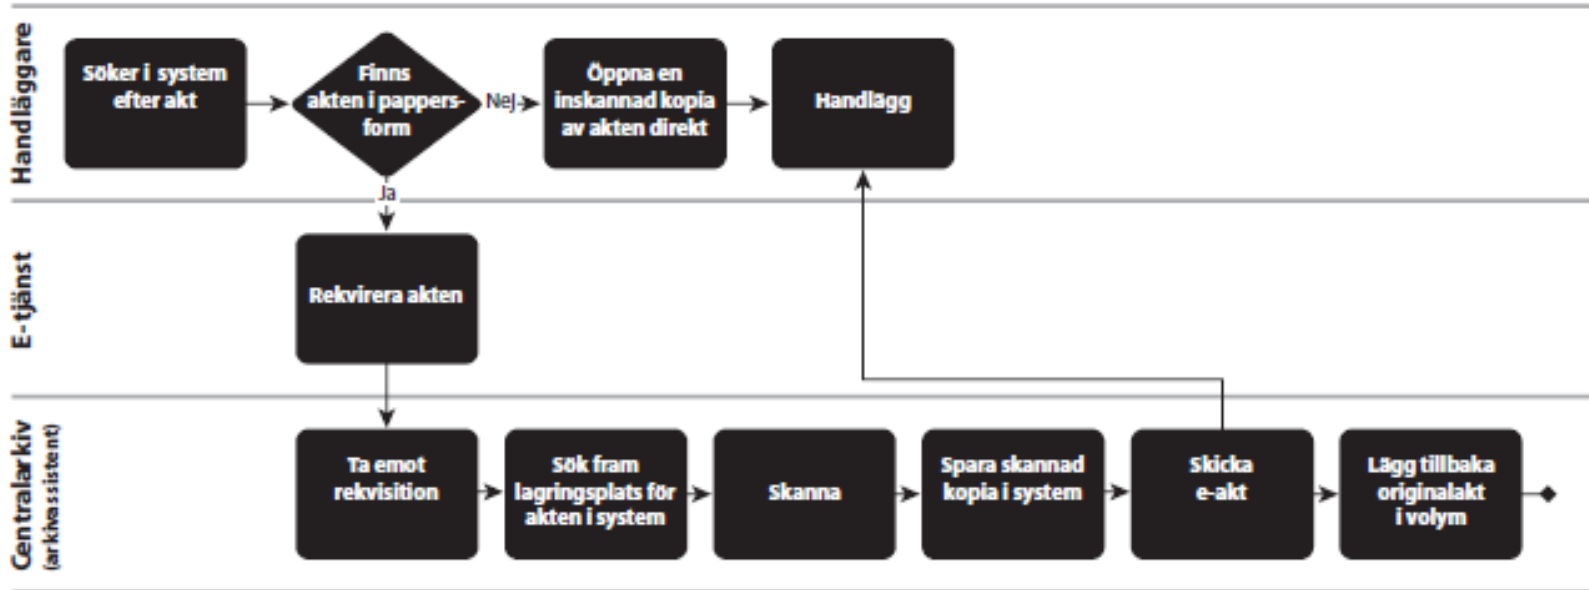 Handläggare
Söker i system
efter akt
Finns
akten i pappers-
form
Nej
Öppna en
inskannad kopia
av akten direkt
Handlägg
Ja
E-tjänst
Rekvirera akten
Centralarkiv
(arkivassistent)
Ta emot
rekvisition
Sök fram
lagringsplats för
akten i system
Skanna
Spara skannad
kopia i system
Skicka
e-akt
Lägg tillbaka
originalakt
i volym